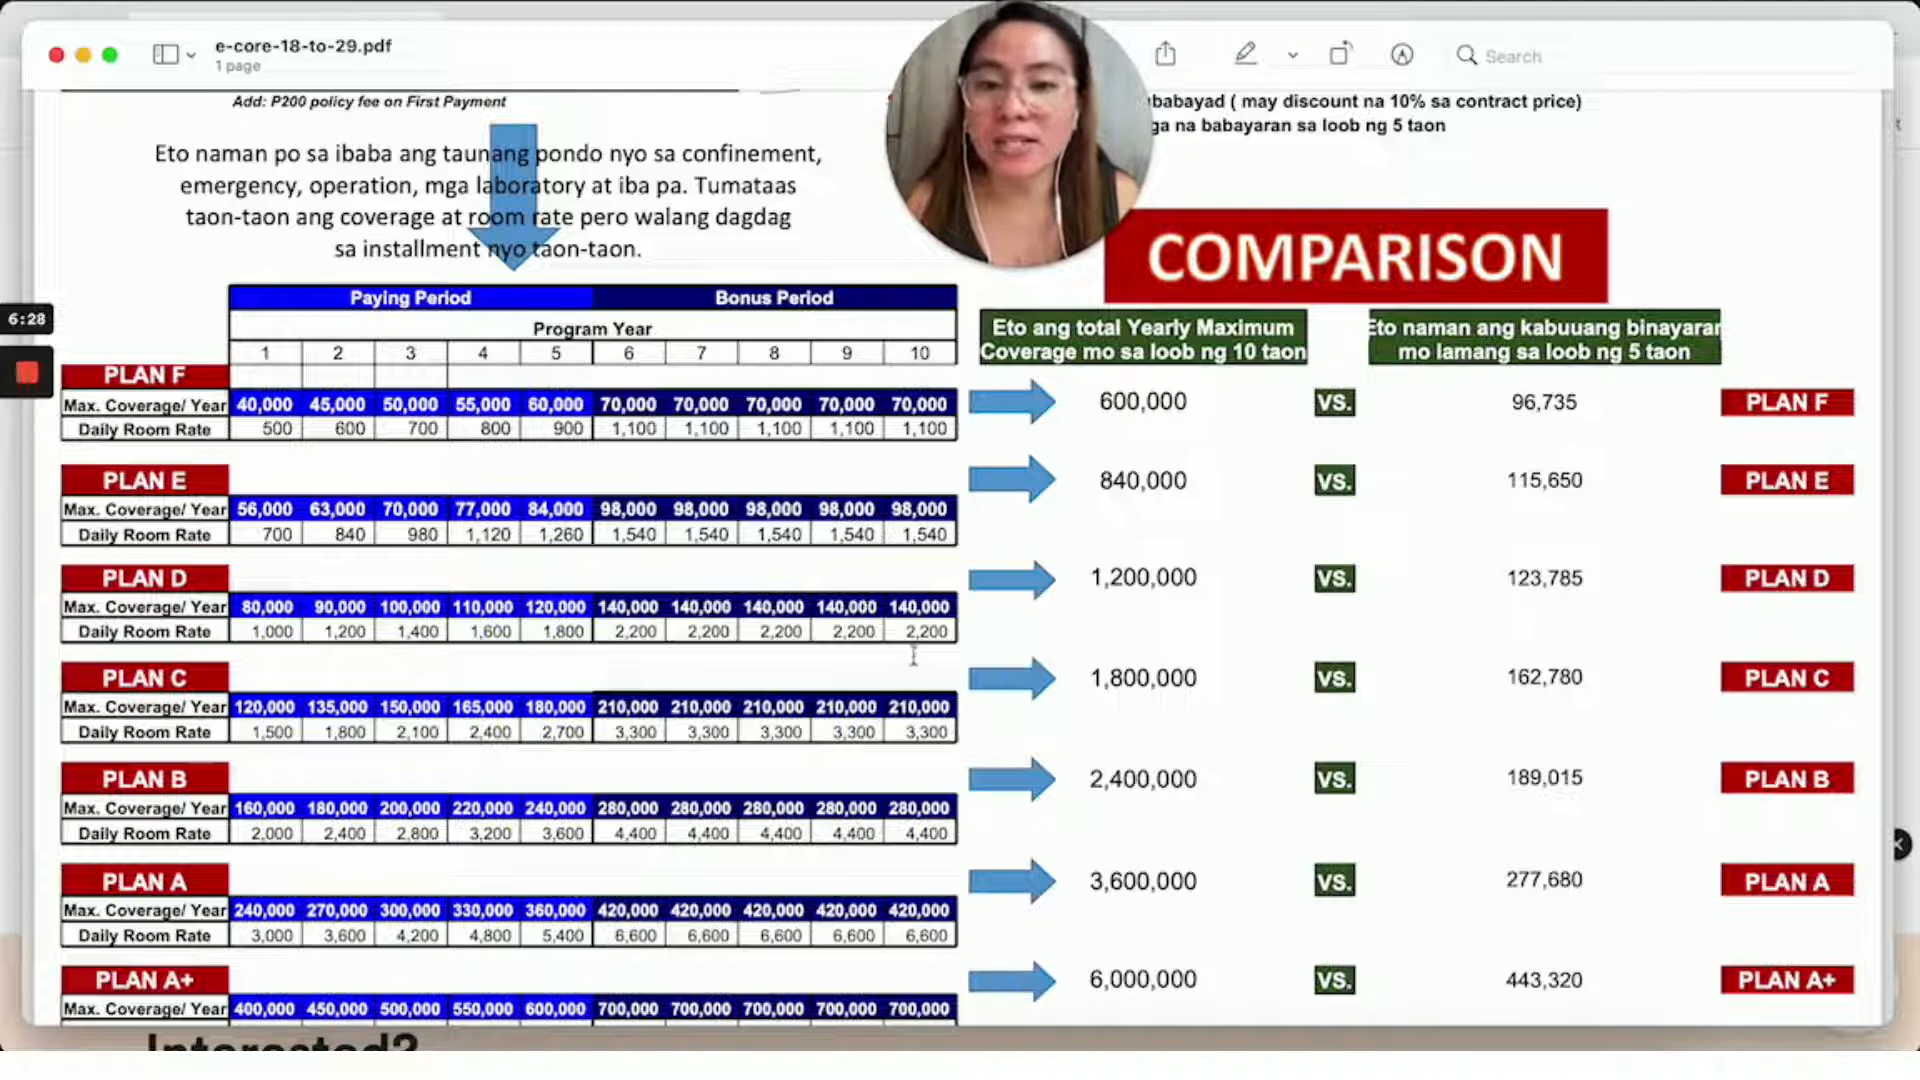 e-core-18-to-29.pdf
1 page
Search
Add: P200 policy fee on First Payment
babayad ( may discount na 10% sa contract price)
ga na babayaran sa loob ng 5 taon
Eto naman po sa ibaba ang taunang pondo nyo sa confinement,
emergency, operation, mga laboratory at iba pa. Tumataas
taon-taon ang coverage at room rate pero walang dagdag
sa installment nyo taon-taon.
COMPARISON
6:28
Paying Period Bonus Period
Program Year
1 2 3 4 5 6 7 8 9 10
Eto ang total Yearly Maximum
Coverage mo sa loob ng 10 taon
Eto naman ang kabuuang binayaran
mo lamang sa loob ng 5 taon
PLAN F
Max. Coverage/ Year 40,000 45,000 50,000 55,000 60,000 70,000 70,000 70,000 70,000 70,000
Daily Room Rate 500 600 700 800 900 1,100 1,100 1,100 1,100 1,100
600,000 VS. 96,735 PLAN F
PLAN E
Max. Coverage/ Year 56,000 63,000 70,000 77,000 84,000 98,000 98,000 98,000 98,000 98,000
Daily Room Rate 700 840 980 1,120 1,260 1,540 1,540 1,540 1,540 1,540
840,000 VS. 115,650 PLAN E
PLAN D
Max. Coverage/ Year 80,000 90,000 100,000 110,000 120,000 140,000 140,000 140,000 140,000 140,000
Daily Room Rate 1,000 1,200 1,400 1,600 1,800 2,200 2,200 2,200 2,200 2,200
1,200,000 VS. 123,785 PLAN D
PLAN C
Max. Coverage/ Year 120,000 135,000 150,000 165,000 180,000 210,000 210,000 210,000 210,000 210,000
Daily Room Rate 1,500 1,800 2,100 2,400 2,700 3,300 3,300 3,300 3,300 3,300
1,800,000 VS. 162,780 PLAN C
PLAN B
Max. Coverage/ Year 160,000 180,000 200,000 220,000 240,000 280,000 280,000 280,000 280,000 280,000
Daily Room Rate 2,000 2,400 2,800 3,200 3,600 4,400 4,400 4,400 4,400 4,400
2,400,000 VS. 189,015 PLAN B
PLAN A
Max. Coverage/ Year 240,000 270,000 300,000 330,000 360,000 420,000 420,000 420,000 420,000 420,000
Daily Room Rate 3,000 3,600 4,200 4,800 5,400 6,600 6,600 6,600 6,600 6,600
3,600,000 VS. 277,680 PLAN A
PLAN A+
Max. Coverage/ Year 400,000 450,000 500,000 550,000 600,000 700,000 700,000 700,000 700,000 700,000
6,000,000 VS. 443,320 PLAN A+
Interested?